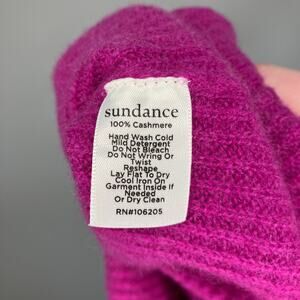 sundance
100% Cashmere
Hand Wash Cold
Mild Detergent
Do Not Bleach
Do Not Wring Or
Twist
Reshape
Lay Flat To Dry
Cool Iron On
Garment Inside If
Needed
Or Dry Clean
RN#106205